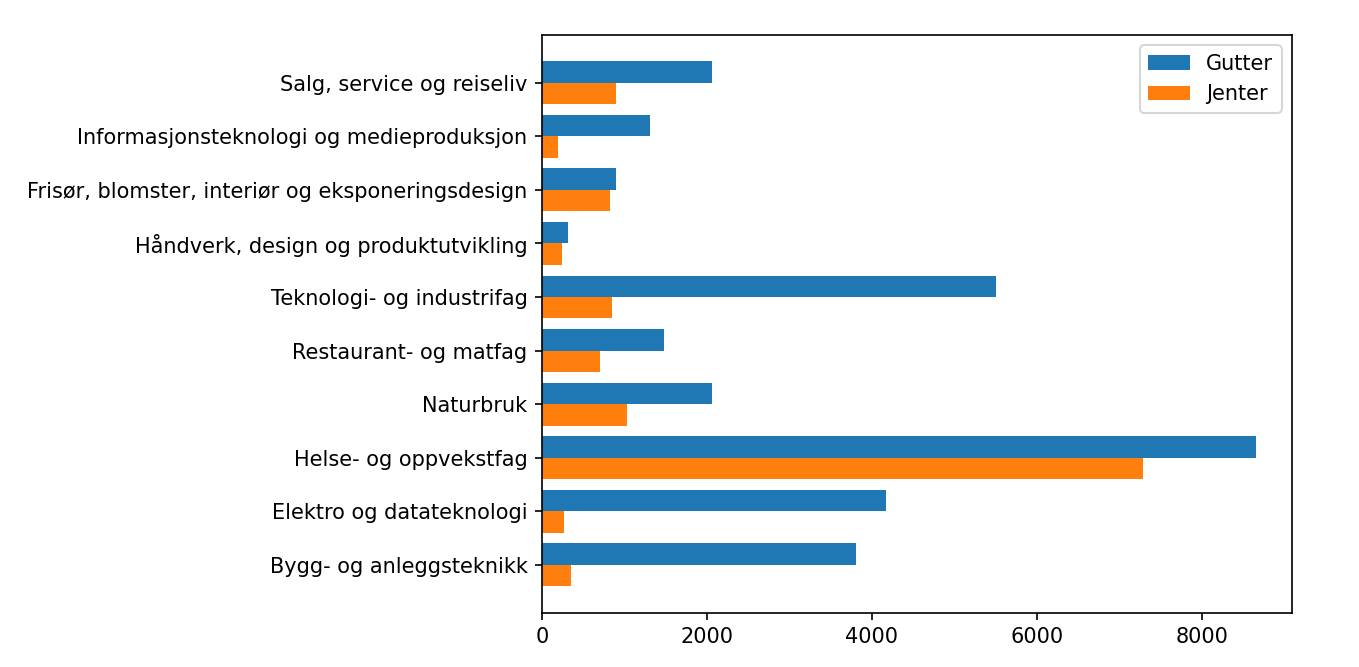 Gutter
Jenter
Salg, service og reiseliv
Informasjonsteknologi og medieproduksjon
Frisør, blomster, interiør og eksponeringsdesign
Håndverk, design og produktutvikling
Teknologi- og industrifag
Restaurant- og matfag
Naturbruk
Helse- og oppvekstfag
Elektro og datateknologi
Bygg- og anleggsteknikk
0 2000 4000 6000 8000